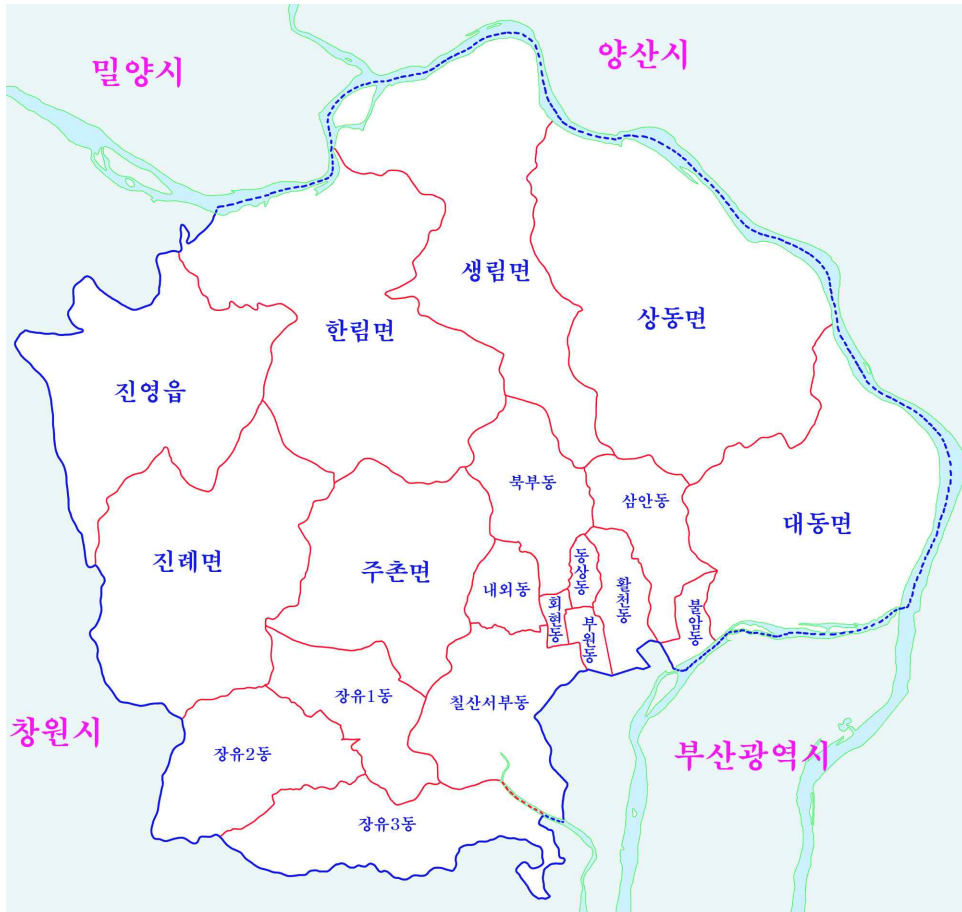 밀양시
양산시
생림면
상동면
한림면
진영읍
북부동
삼안동
대동면
진례면
주촌면
내외동
동상동
활천동
회현동
부원동
불암동
장유1동
칠산서부동
창원시
장유2동
부산광역시
장유3동